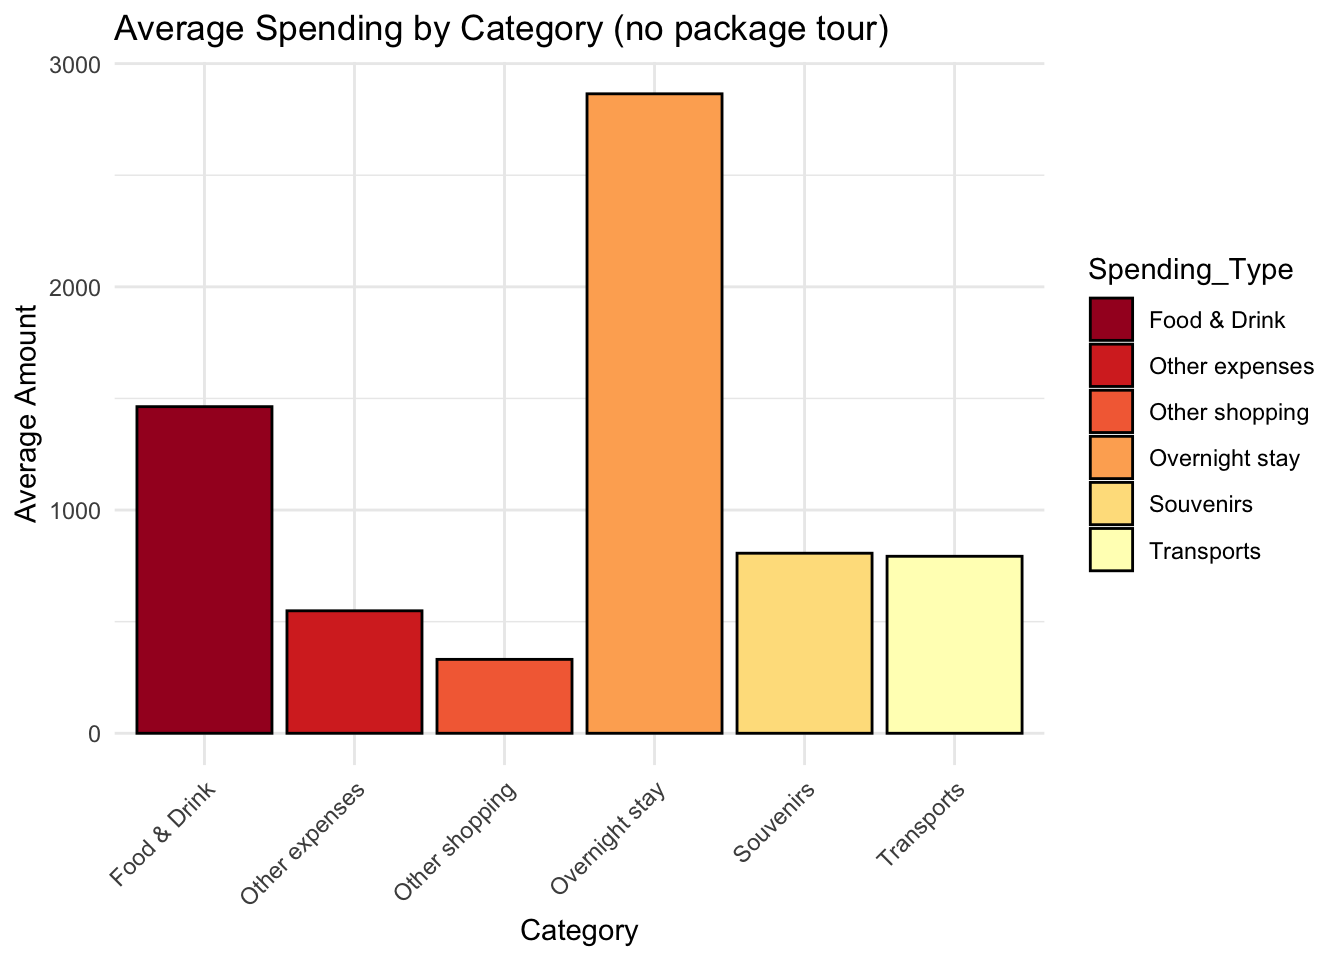 Average Spending by Category (no package tour)
3000
2000
1000
0
Average Amount
Food & Drink
Other expenses
Other shopping
Overnight stay
Souvenirs
Transports
Category
Spending_Type
Food & Drink
Other expenses
Other shopping
Overnight stay
Souvenirs
Transports